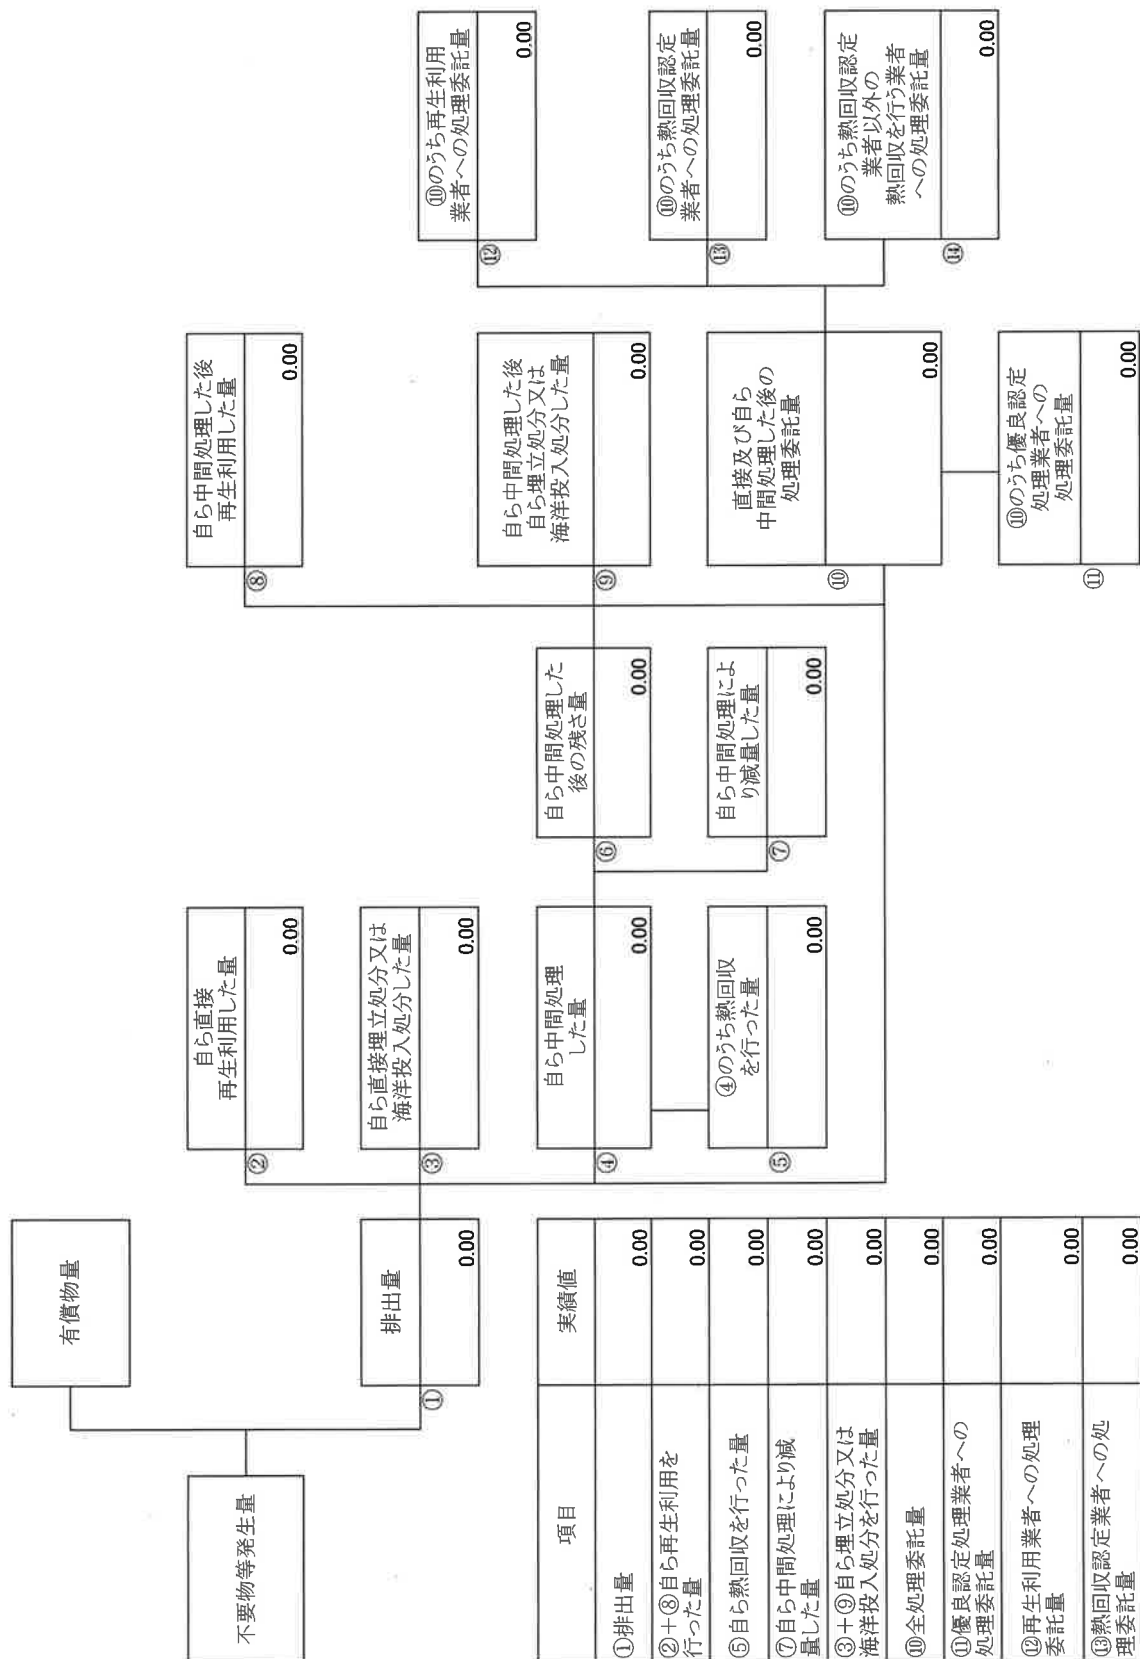 有償物量
不要物等発生量
排出量
①
0.00
自ら直接
再生利用した量
②
0.00
自ら直接埋立処分又は
海洋投入処分した量
③
0.00
自ら中間処理
した量
④
0.00
④のうち熱回収
を行った量
⑤
0.00
自ら中間処理した
後の残さ量
⑥
0.00
自ら中間処理によ
り減量した量
⑦
0.00
自ら中間処理した後
再生利用した量
⑧
0.00
自ら中間処理した後
自ら埋立処分又は
海洋投入処分した量
⑨
0.00
直接及び自ら
中間処理した後の
処理委託量
⑩
0.00
⑩のうち優良認定
処理業者への
処理委託量
⑪
0.00
⑩のうち再生利用
業者への処理委託量
⑫
0.00
⑩のうち熱回収認定
業者への処理委託量
⑬
0.00
⑩のうち熱回収認定
業者以外の
熱回収を行う業者
への処理委託量
⑭
0.00
項目 実績値
①排出量 0.00
②+⑧自ら再生利用を
行った量 0.00
⑤自ら熱回収を行った量 0.00
⑦自ら中間処理により減
量した量 0.00
③+⑨自ら埋立処分又は
海洋投入処分を行った量 0.00
⑩全処理委託量 0.00
⑪優良認定処理業者への
処理委託量 0.00
⑫再生利用業者への処理
委託量 0.00
⑬熱回収認定業者への処
理委託量 0.00